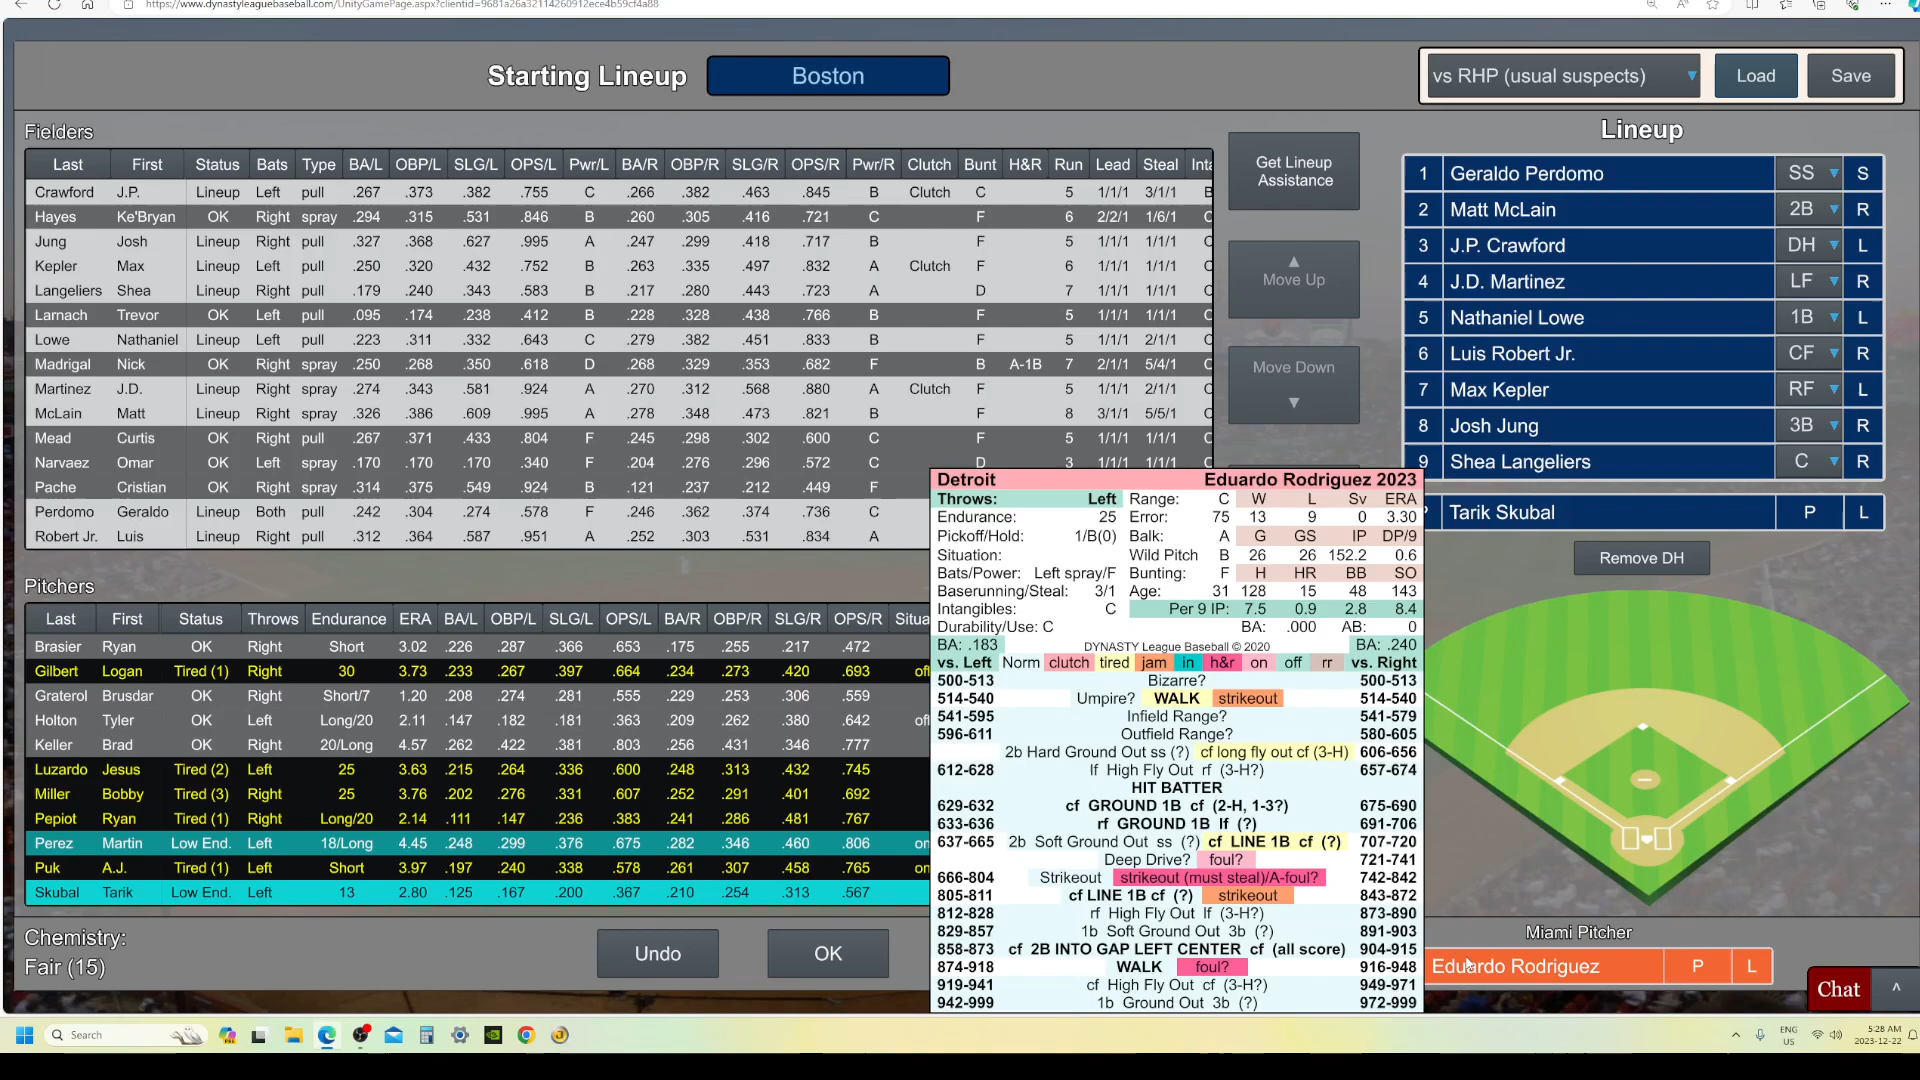 https://www.dynastyleaguebaseball.com/UnityGamePage.aspx?clientid=9681a26a32114260912ece4b59cf4a88
Starting Lineup Boston vs RHP (usual suspects) Load Save
Fielders
Last First Status Bats Type BA/L OBP/L SLG/L OPS/L Pwr/L BA/R OBP/R SLG/R OPS/R Pwr/R Clutch Bunt H&R Run Lead Steal Inta
Crawford J.P. Lineup Left pull .267 .373 .382 .755 C .266 .382 .463 .845 B Clutch C 5 1/1/1 3/1/1 B
Hayes Ke'Bryan OK Right spray .294 .315 .531 .846 B .260 .305 .416 .721 C F 6 2/2/1 1/6/1 C
Jung Josh Lineup Right pull .327 .368 .627 .995 A .247 .299 .418 .717 B F 5 1/1/1 1/1/1 C
Kepler Max Lineup Left pull .250 .320 .432 .752 B .263 .335 .497 .832 A Clutch F 6 1/1/1 1/1/1 C
Langeliers Shea Lineup Right pull .179 .240 .343 .583 B .217 .280 .443 .723 A D 7 1/1/1 1/1/1 C
Larnach Trevor OK Left pull .095 .174 .238 .412 B .228 .328 .438 .766 B F 5 1/1/1 1/1/1 C
Lowe Nathaniel Lineup Left pull .223 .311 .332 .643 C .279 .382 .451 .833 B F 5 1/1/1 2/1/1 C
Madrigal Nick OK Right spray .250 .268 .350 .618 D .268 .329 .353 .682 F B A-1B 7 2/1/1 5/4/1 C
Martinez J.D. Lineup Right spray .274 .343 .581 .924 A .270 .312 .568 .880 A Clutch F 5 1/1/1 2/1/1 C
McLain Matt Lineup Right spray .326 .386 .609 .995 A .278 .348 .473 .821 B F 8 3/1/1 5/5/1 C
Mead Curtis OK Right pull .267 .371 .433 .804 F .245 .298 .302 .600 C F 5 1/1/1 1/1/1 C
Narvaez Omar OK Left spray .170 .170 .170 .340 F .204 .276 .296 .572 C D 3 1/1/1 1/1/1 C
Pache Cristian OK Right pull .314 .375 .549 .924 B .121 .237 .212 .449 F
Perdomo Geraldo Lineup Both pull .242 .304 .274 .578 F .246 .362 .374 .736 C
Robert Jr. Luis Lineup Right pull .312 .364 .587 .951 A .252 .303 .531 .834 A
Get Lineup
Assistance
Move Up
Move Down
Lineup
1 Geraldo Perdomo SS S
2 Matt McLain 2B R
3 J.P. Crawford DH L
4 J.D. Martinez LF R
5 Nathaniel Lowe 1B L
6 Luis Robert Jr. CF R
7 Max Kepler RF L
8 Josh Jung 3B R
9 Shea Langeliers C R
Tarik Skubal P L
Remove DH
Pitchers
Last First Status Throws Endurance ERA BA/L OBP/L SLG/L OPS/L BA/R OBP/R SLG/R OPS/R Situa
Brasier Ryan OK Right Short 3.02 .226 .287 .366 .653 .175 .255 .217 .472
Gilbert Logan Tired (1) Right 30 3.73 .233 .267 .397 .664 .234 .273 .420 .693 off
Graterol Brusdar OK Right Short/7 1.20 .208 .274 .281 .555 .229 .253 .306 .559
Holton Tyler OK Left Long/20 2.11 .147 .182 .181 .363 .209 .262 .380 .642 off
Keller Brad OK Right 20/Long 4.57 .262 .422 .381 .803 .256 .431 .346 .777
Luzardo Jesus Tired (2) Left 25 3.63 .215 .264 .336 .600 .248 .313 .432 .745
Miller Bobby Tired (3) Right 25 3.76 .202 .276 .331 .607 .252 .291 .401 .692
Pepiot Ryan Tired (1) Right Long/20 2.14 .111 .147 .236 .383 .241 .286 .481 .767
Perez Martin Low End. Left 18/Long 4.45 .248 .299 .376 .675 .282 .346 .460 .806 on
Puk A.J. Tired (1) Left Short 3.97 .197 .240 .338 .578 .261 .307 .458 .765 on
Skubal Tarik Low End. Left 13 2.80 .125 .167 .200 .367 .210 .254 .313 .567
Detroit Eduardo Rodriguez 2023
Throws: Left Range: C W L Sv ERA
Endurance: 25 Error: 75 13 9 0 3.30
Pickoff/Hold: 1/B(0) Balk: A G GS IP DP/9
Situation: Wild Pitch B 26 26 152.2 0.6
Bats/Power: Left spray/F Bunting: F H HR BB SO
Baserunning/Steal: 3/1 Age: 31 128 15 48 143
Intangibles: C Per 9 IP: 7.5 0.9 2.8 8.4
Durability/Use: C BA: .000 AB: 0
BA: .183 DYNASTY League Baseball © 2020 BA: .240
vs. Left Norm clutch tired jam in h&r on off rr vs. Right
500-513 Bizarre? 500-513
514-540 Umpire? WALK strikeout 514-540
541-595 Infield Range? 541-579
596-611 Outfield Range? 580-605
2b Hard Ground Out ss (?) cf long fly out cf (3-H) 606-656
612-628 lf High Fly Out rf (3-H?) 657-674
HIT BATTER
629-632 cf GROUND 1B cf (2-H, 1-3?) 675-690
633-636 rf GROUND 1B lf (?) 691-706
637-665 2b Soft Ground Out ss (?) cf LINE 1B cf (?) 707-720
Deep Drive? foul? 721-741
666-804 Strikeout strikeout (must steal)/A-foul? 742-842
805-811 cf LINE 1B cf (?) strikeout 843-872
812-828 rf High Fly Out lf (3-H?) 873-890
829-857 1b Soft Ground Out 3b (?) 891-903
858-873 cf 2B INTO GAP LEFT CENTER cf (all score) 904-915
874-918 WALK foul? 916-948
919-941 cf High Fly Out cf (3-H?) 949-971
942-999 1b Ground Out 3b (?) 972-999
Chemistry:
Fair (15)
Undo OK
Miami Pitcher
Eduardo Rodriguez P L
Chat ^
Search
ENG
US
5:28 AM
2023-12-22